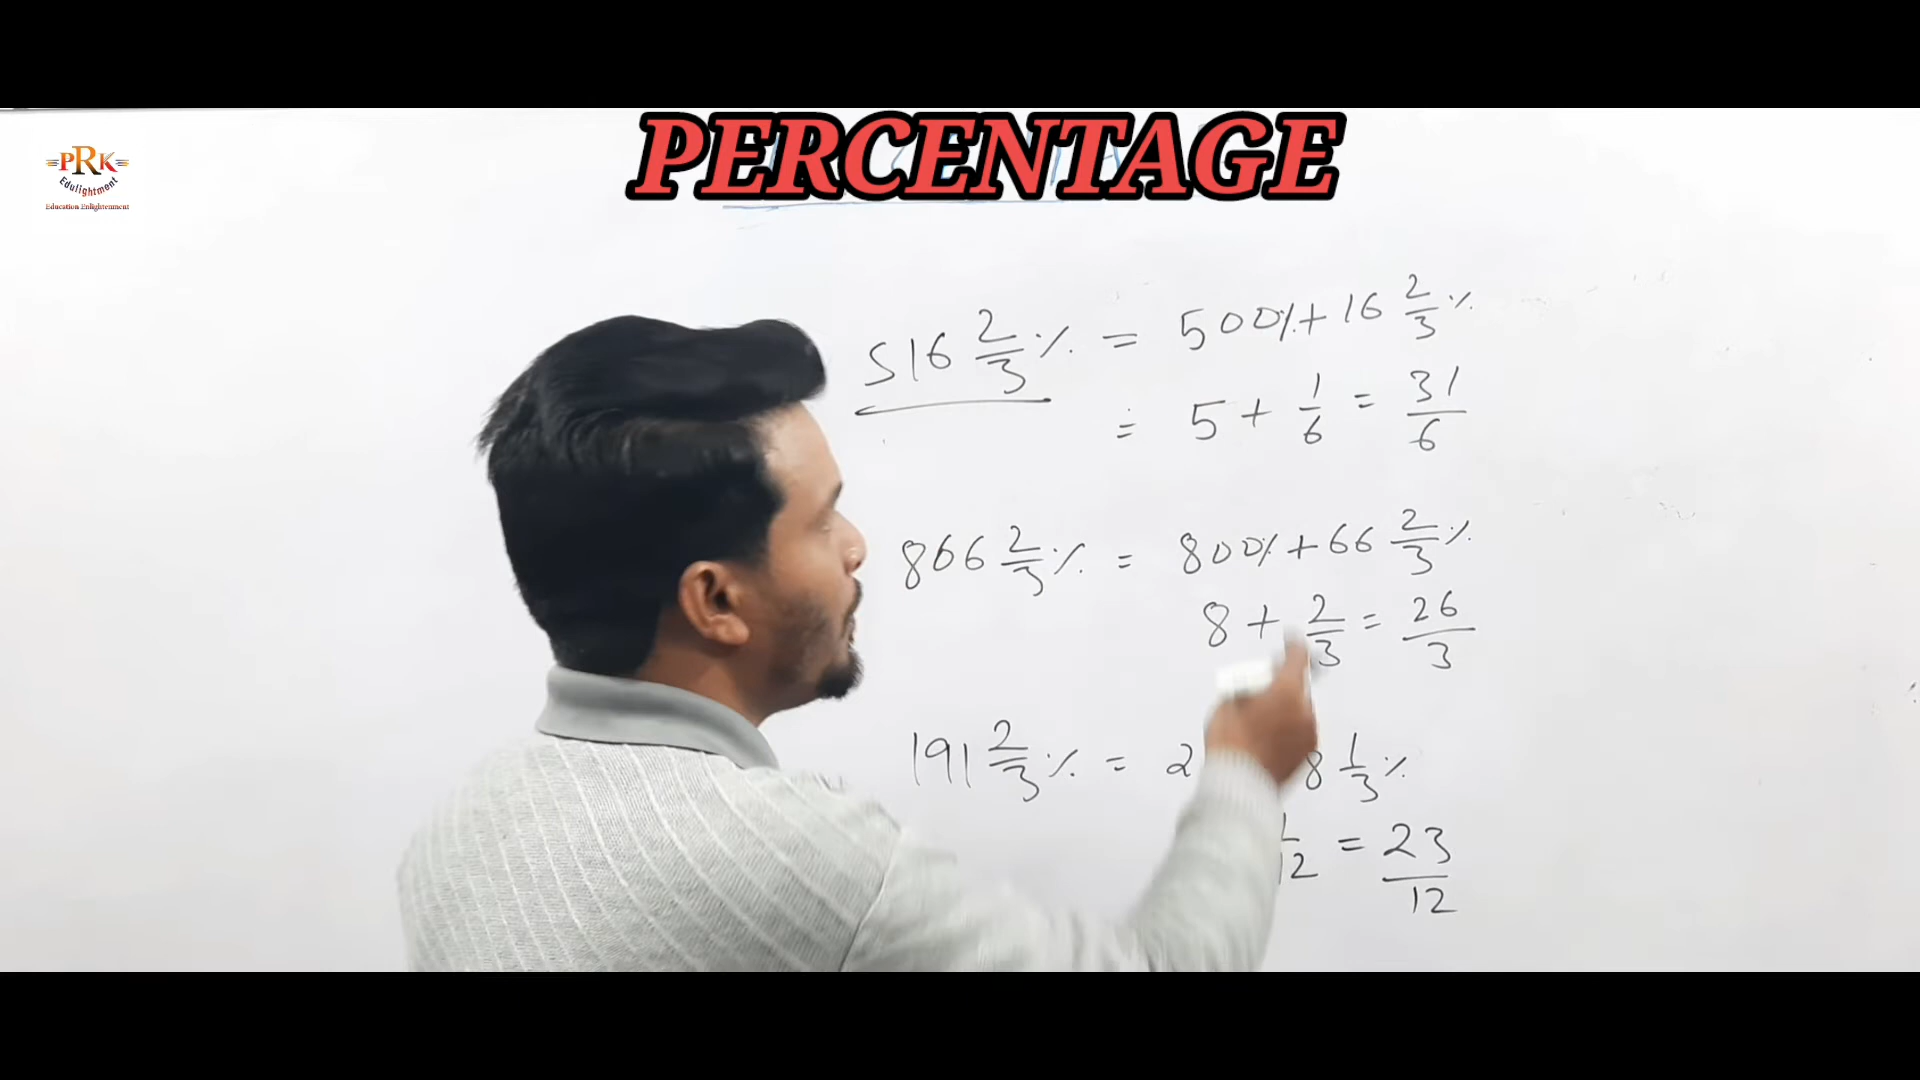 PERCENTAGE
PRK
Edulightment
Education Enlightenment
516 2/3 % = 500% + 16 2/3 %
= 5 + 1/6 = 31/6
866 2/3 % = 800% + 66 2/3 %
8 + 2/3 = 26/3
191 2/3 % = 2 8 1/3 %
1/12 = 23/12